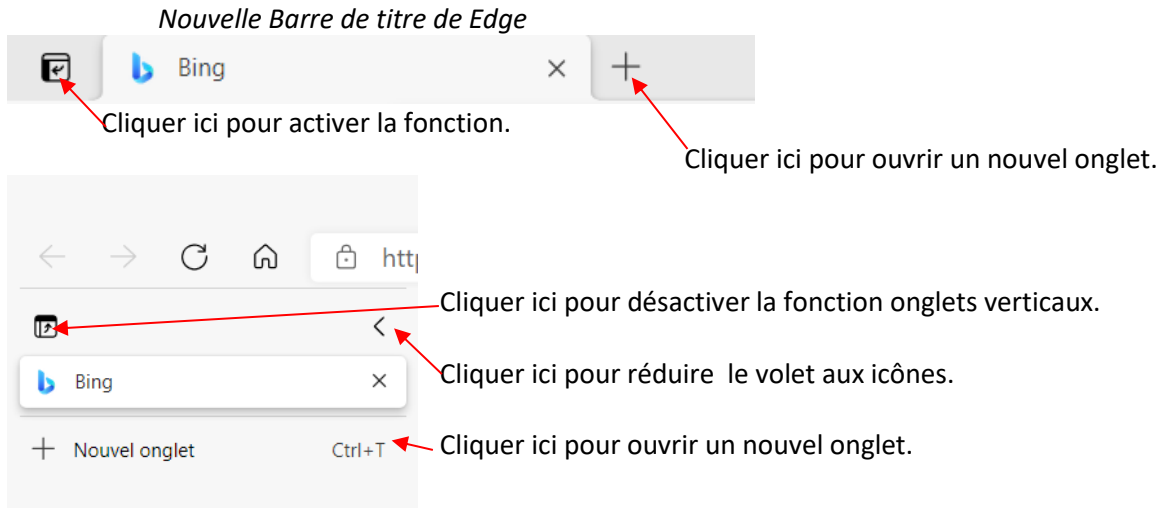 Nouvelle Barre de titre de Edge
Bing
Cliquer ici pour activer la fonction.
Cliquer ici pour ouvrir un nouvel onglet.
http
Cliquer ici pour désactiver la fonction onglets verticaux.
Cliquer ici pour réduire  le volet aux icônes.
Bing
Nouvel onglet Ctrl+T
Cliquer ici pour ouvrir un nouvel onglet.